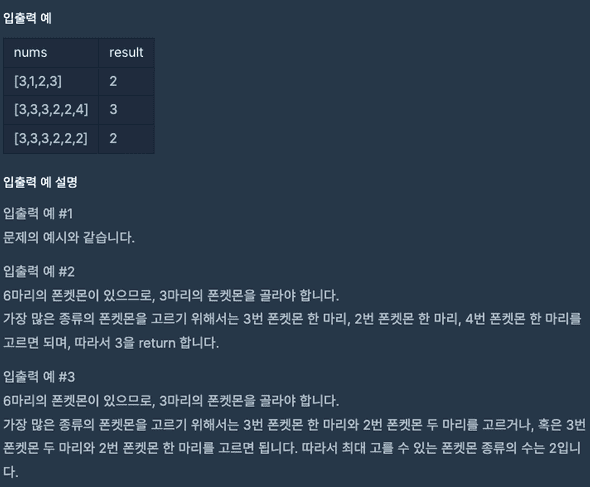 입출력 예
nums result
[3,1,2,3] 2
[3,3,3,2,2,4] 3
[3,3,3,2,2,2] 2
입출력 예 설명
입출력 예 #1
문제의 예시와 같습니다.
입출력 예 #2
6마리의 폰켓몬이 있으므로, 3마리의 폰켓몬을 골라야 합니다.
가장 많은 종류의 폰켓몬을 고르기 위해서는 3번 폰켓몬 한 마리, 2번 폰켓몬 한 마리, 4번 폰켓몬 한 마리를
고르면 되며, 따라서 3을 return 합니다.
입출력 예 #3
6마리의 폰켓몬이 있으므로, 3마리의 폰켓몬을 골라야 합니다.
가장 많은 종류의 폰켓몬을 고르기 위해서는 3번 폰켓몬 한 마리와 2번 폰켓몬 두 마리를 고르거나, 혹은 3번
폰켓몬 두 마리와 2번 폰켓몬 한 마리를 고르면 됩니다. 따라서 최대 고를 수 있는 폰켓몬 종류의 수는 2입니
다.